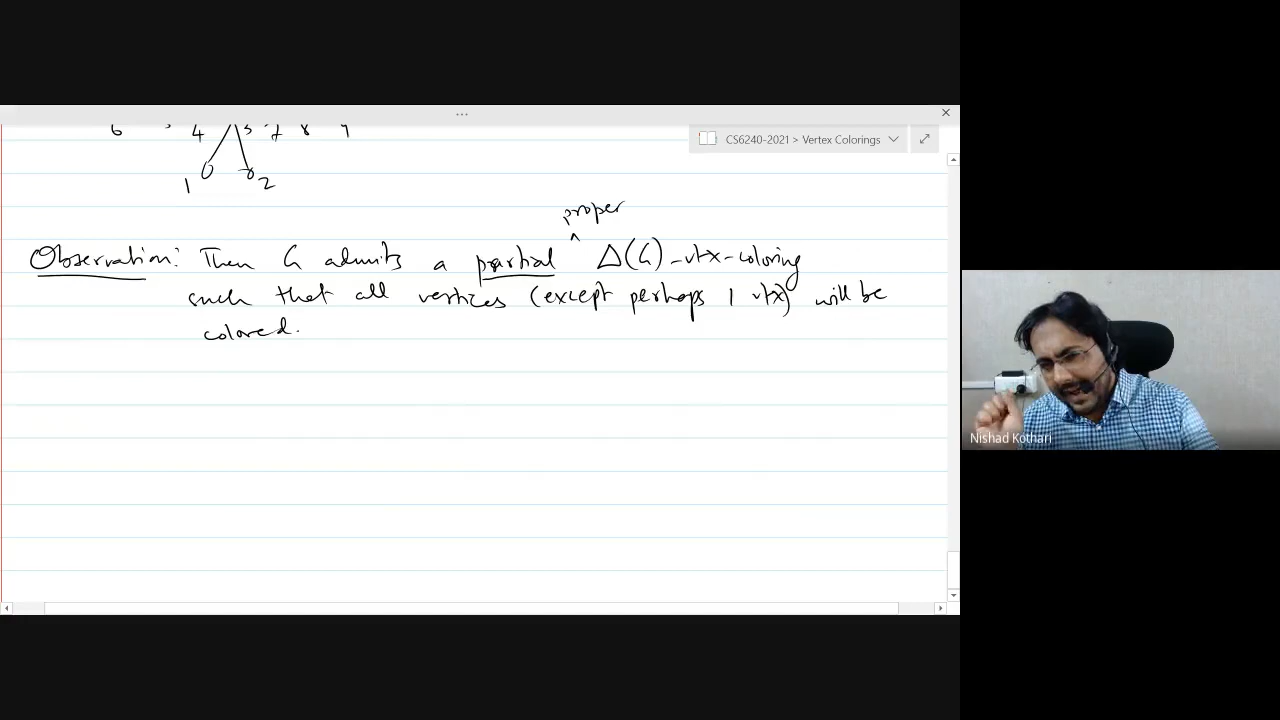 CS6240-2021 > Vertex Colorings
6 4 3 7 8 9
1 2
proper
Observation: Then G admits a partial ^ Δ(G)-vtx-coloring
such that all vertices (except perhaps 1 vtx) will be
colored.
Nishad Kothari